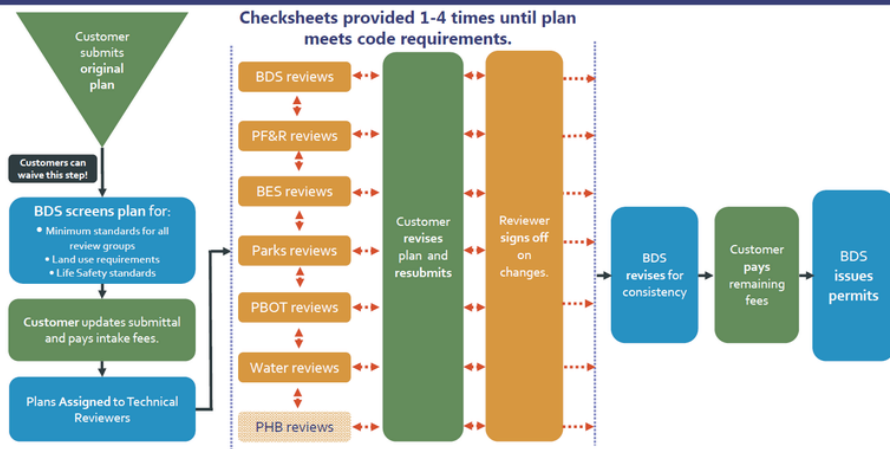 Checksheets provided 1-4 times until plan
meets code requirements.
Customer
submits
original
plan
Customers can
waive this step!
BDS screens plan for:
• Minimum standards for all
review groups
• Land use requirements
• Life Safety standards
Customer updates submittal
and pays intake fees.
Plans Assigned to Technical
Reviewers
BDS reviews
PF&R reviews
BES reviews
Parks reviews
PBOT reviews
Water reviews
PHB reviews
Customer
revises
plan and
resubmits
Reviewer
signs off
on
changes.
BDS
revises for
consistency
Customer
pays
remaining
fees
BDS
issues
permits